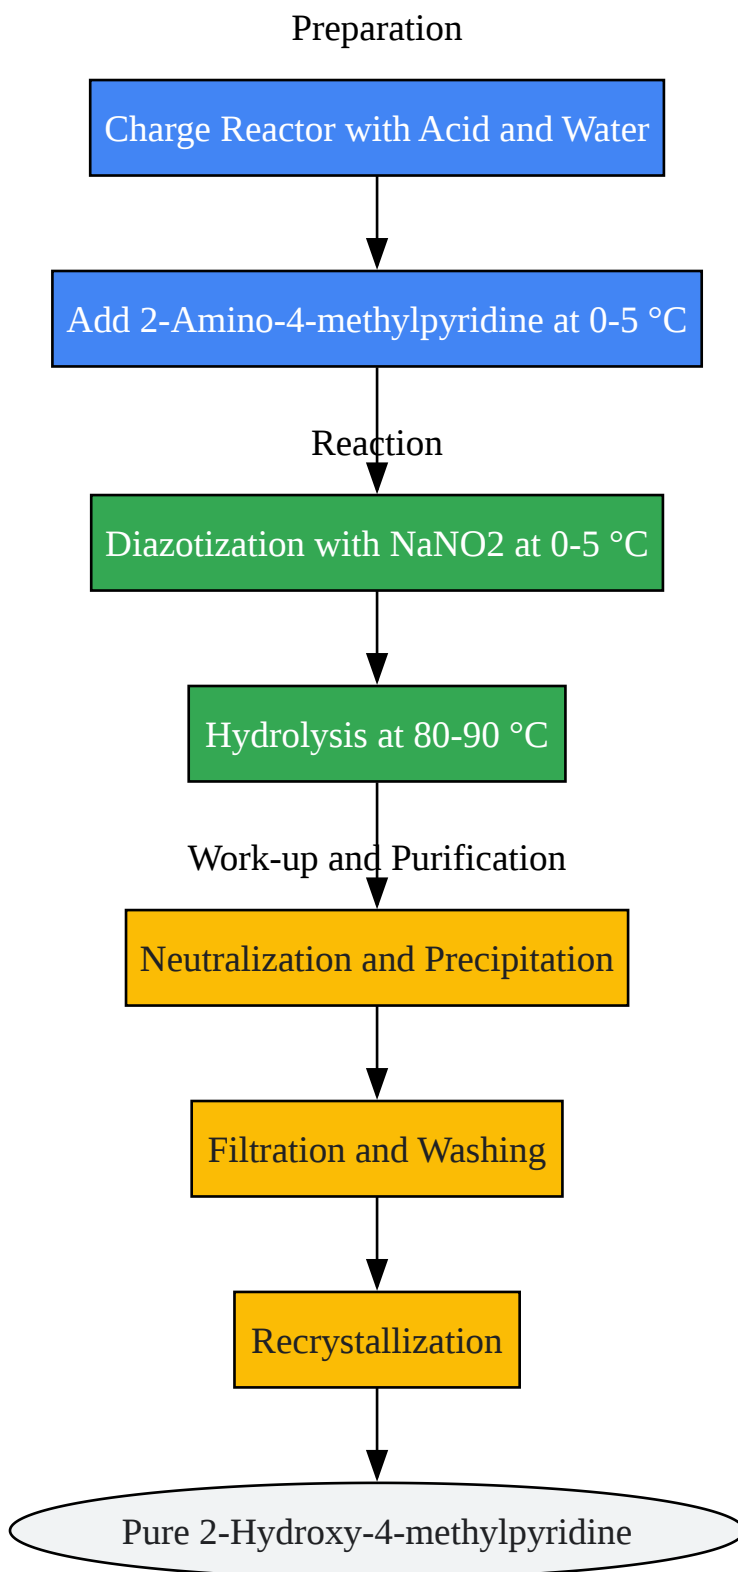 Preparation
Charge Reactor with Acid and Water
Add 2-Amino-4-methylpyridine at 0-5 °C
Reaction
Diazotization with NaNO2 at 0-5 °C
Hydrolysis at 80-90 °C
Work-up and Purification
Neutralization and Precipitation
Filtration and Washing
Recrystallization
Pure 2-Hydroxy-4-methylpyridine